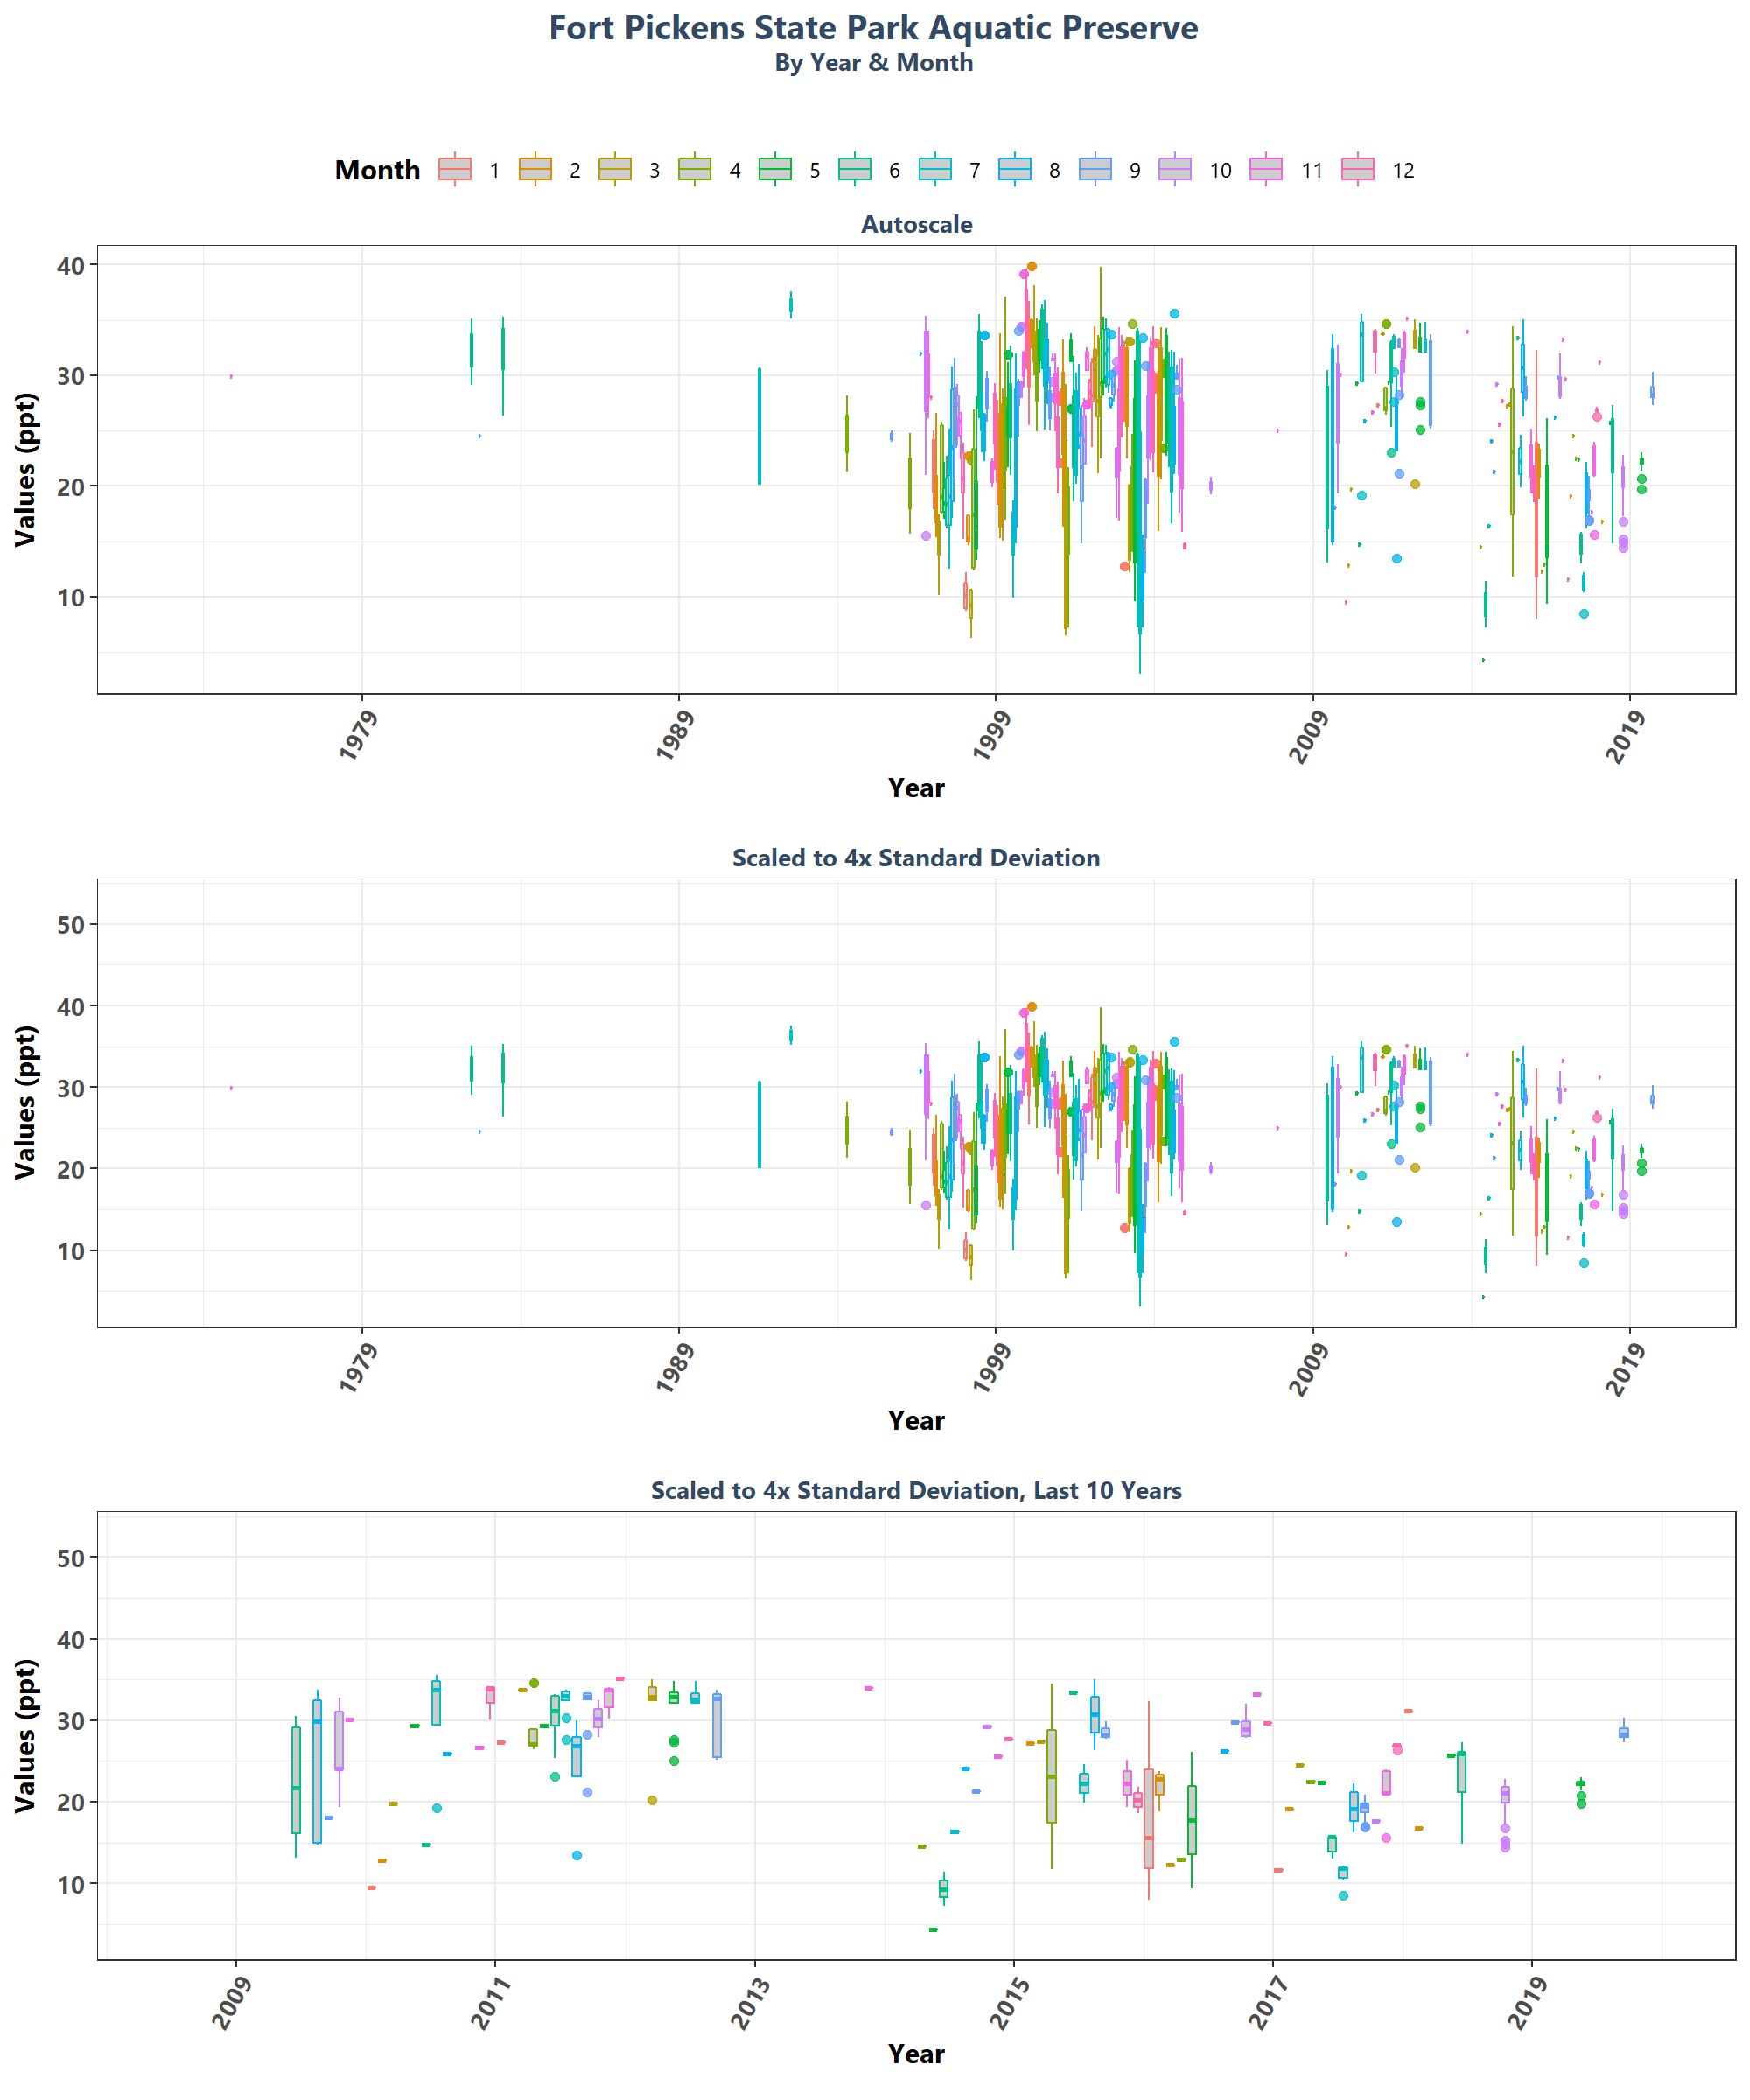 Fort Pickens State Park Aquatic Preserve
By Year & Month
Month 1 2 3 4 5 6 7 8 9 10 11 12
Autoscale
Values (ppt)
40
30
20
10
1979 1989 1999 2009 2019
Year
Scaled to 4x Standard Deviation
Values (ppt)
50
40
30
20
10
1979 1989 1999 2009 2019
Year
Scaled to 4x Standard Deviation, Last 10 Years
Values (ppt)
50
40
30
20
10
2009 2011 2013 2015 2017 2019
Year